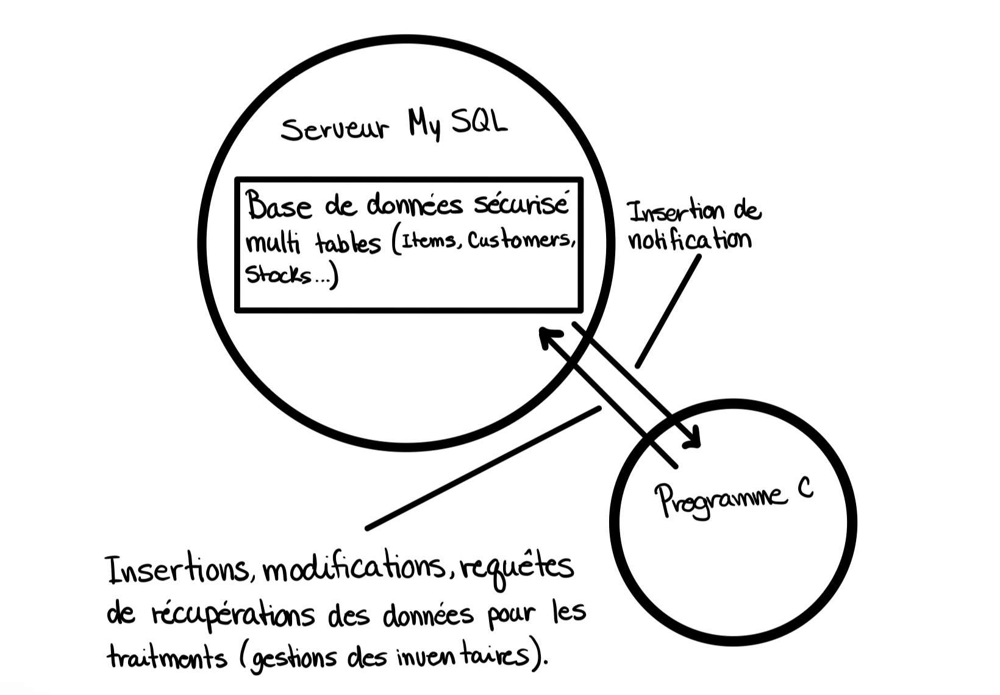 Serveur My SQL
Base de données sécurisé
multi tables (Items, Customers,
Stocks...)
Insertion de
notification
Programme C
Insertions, modifications, requêtes
de récupérations des données pour les
traitments (gestions des inventaires).